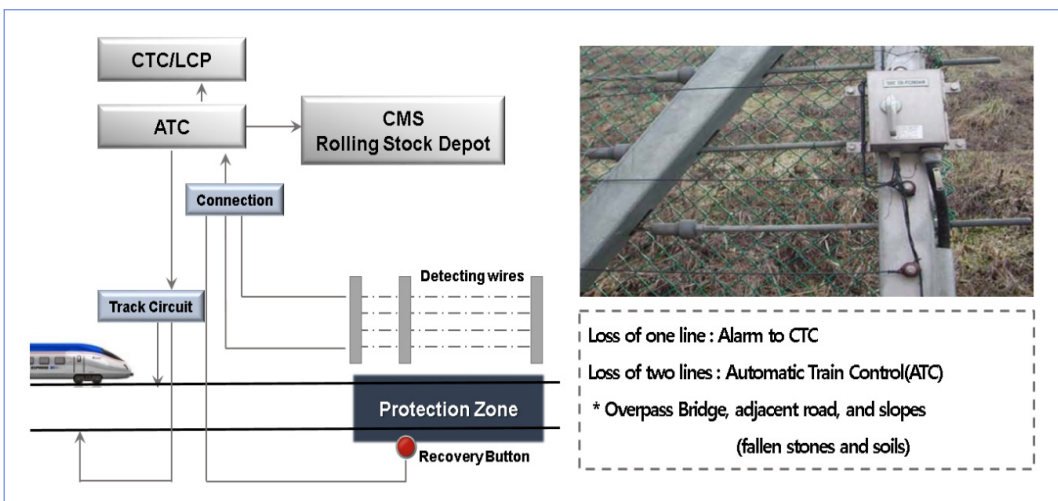 CTC/LCP
ATC
CMS
Rolling Stock Depot
Connection
Detecting wires
Track Circuit
Protection Zone
Recovery Button
Loss of one line : Alarm to CTC
Loss of two lines : Automatic Train Control(ATC)
* Overpass Bridge, adjacent road, and slopes
(fallen stones and soils)